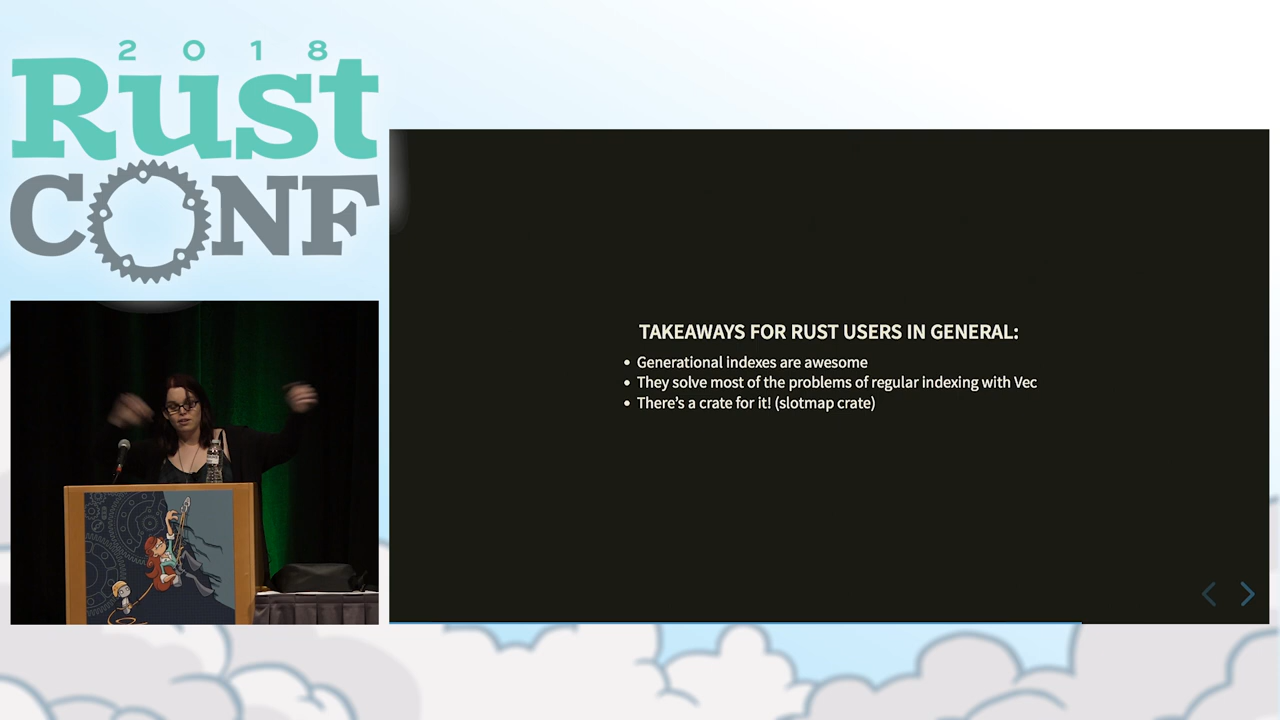 2018
Rust
CONF
TAKEAWAYS FOR RUST USERS IN GENERAL:
• Generational indexes are awesome
• They solve most of the problems of regular indexing with Vec
• There's a crate for it! (slotmap crate)